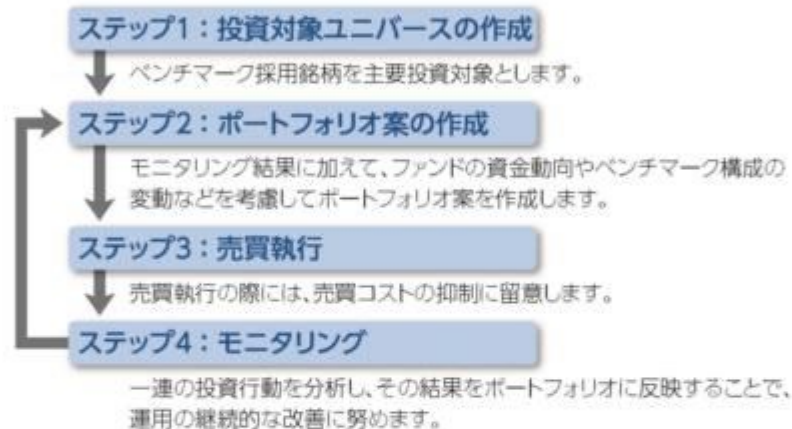 ステップ1：投資対象ユニバースの作成
ベンチマーク採用銘柄を主要投資対象とします。
ステップ2：ポートフォリオ案の作成
モニタリング結果に加えて、ファンドの資金動向やベンチマーク構成の
変動などを考慮してポートフォリオ案を作成します。
ステップ3：売買執行
売買執行の際には、売買コストの抑制に留意します。
ステップ4：モニタリング
一連の投資行動を分析し、その結果をポートフォリオに反映することで、
運用の継続的な改善に努めます。